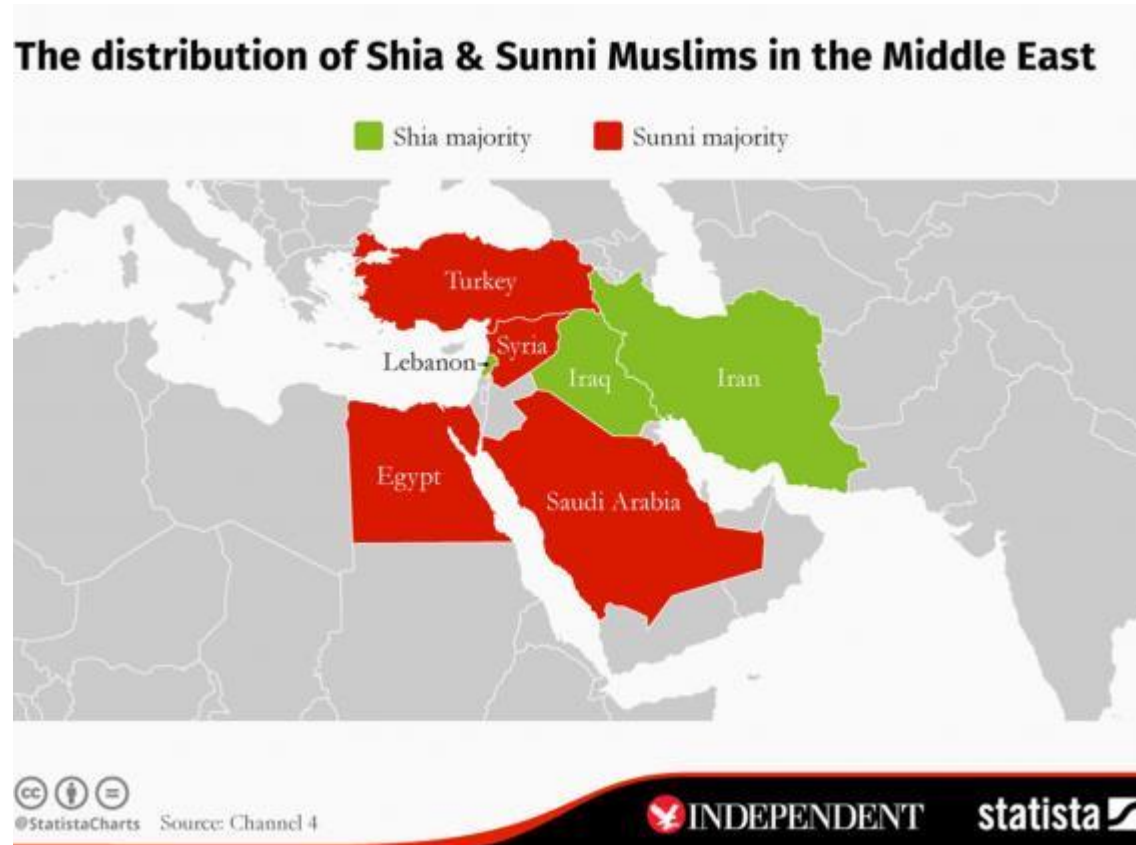 The distribution of Shia & Sunni Muslims in the Middle East
Shia majority
Sunni majority
Turkey
Syria
Lebanon
Iraq
Iran
Egypt
Saudi Arabia
cc
@StatistaCharts Source: Channel 4
INDEPENDENT
statista